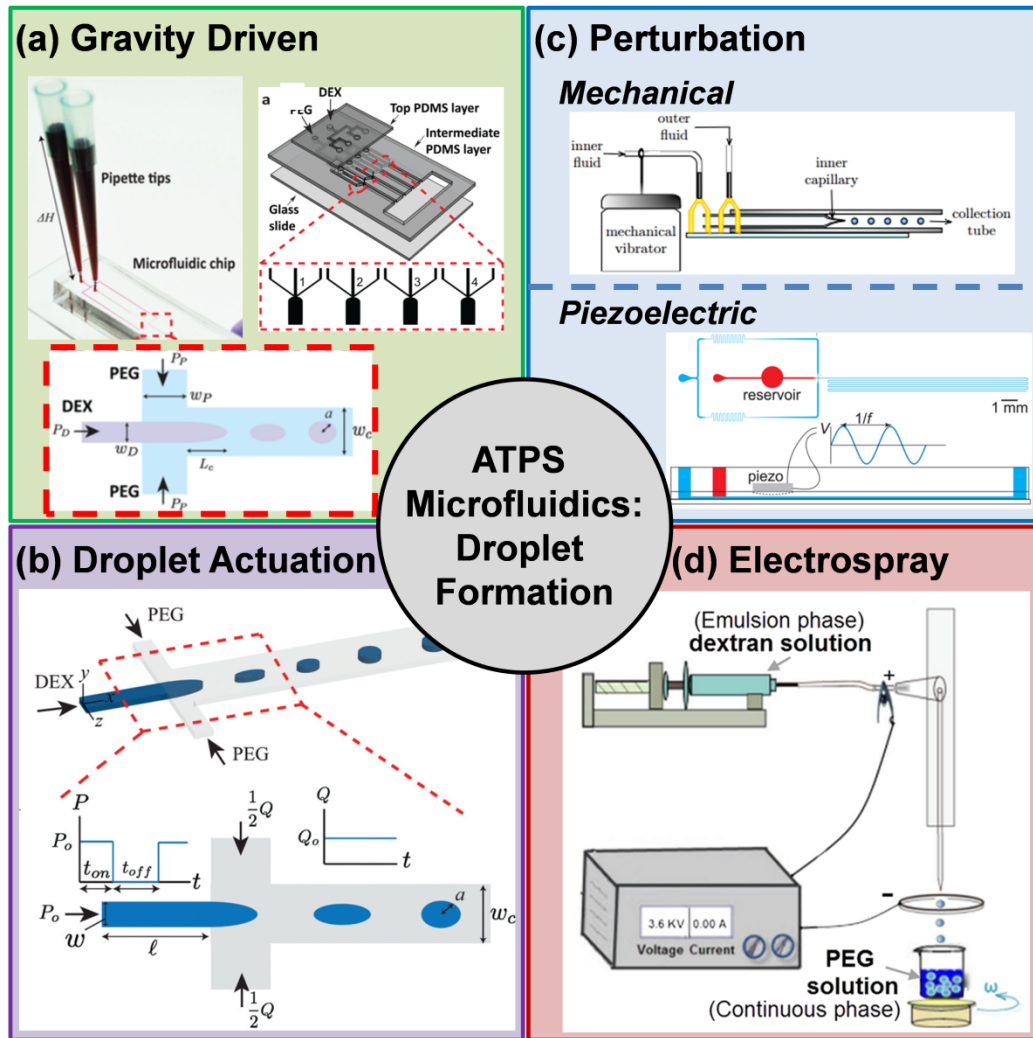 (a) Gravity Driven
ΔH
Pipette tips
Microfluidic chip
a
DEX
PEG
Top PDMS layer
Intermediate
PDMS layer
Glass
slide
1 2 3 4
PEG
P_P
w_P
DEX
P_D
w_D
a
w_c
L_c
PEG
P_P
(c) Perturbation
Mechanical
outer
fluid
inner
fluid
inner
capillary
mechanical
vibrator
collection
tube
Piezoelectric
reservoir
1 mm
1/f
V
piezo
ATPS
Microfluidics:
Droplet
Formation
(b) Droplet Actuation
PEG
DEX
y
x
z
PEG
P
P_o
t_on
t_off
t
½Q
Q
Q_o
t
P_o
w
ℓ
a
w_c
½Q
(d) Electrospray
(Emulsion phase)
dextran solution
+
-
3.6 KV 0.00 A
Voltage Current
PEG
solution
(Continuous phase)
ω